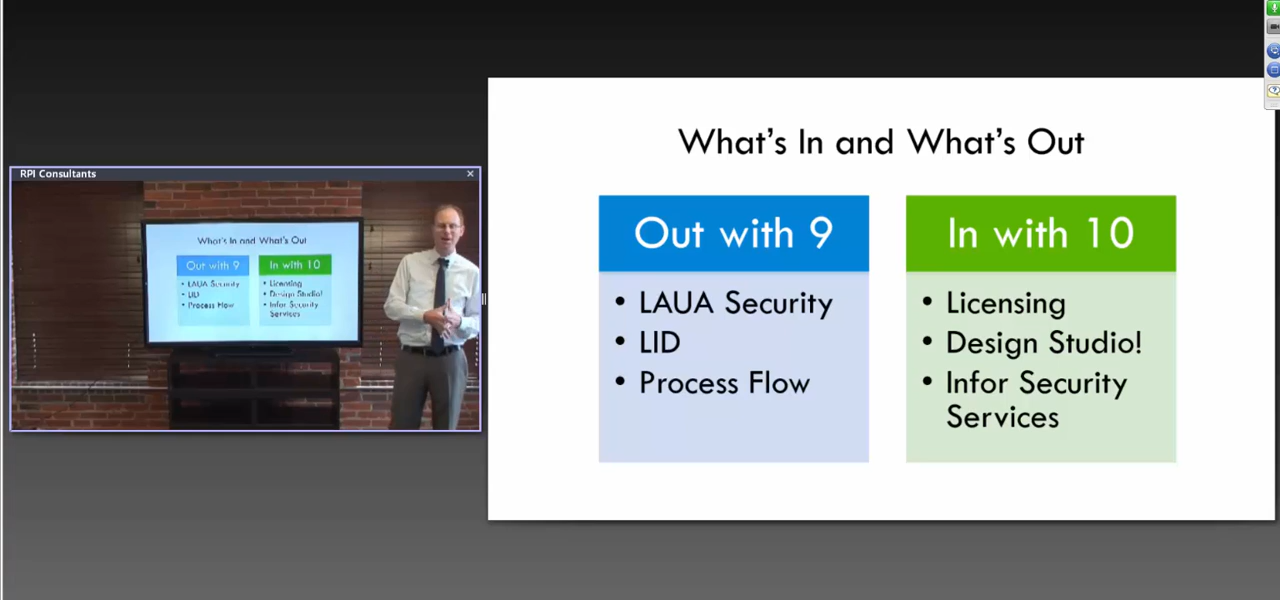 RPI Consultants
What's In and What's Out
Out with 9
In with 10
• LAUA Security
• LID
• Process Flow
• Licensing
• Design Studio!
• Infor Security
Services
What's In and What's Out
Out with 9
• LAUA Security
• LID
• Process Flow
In with 10
• Licensing
• Design Studio!
• Infor Security
Services